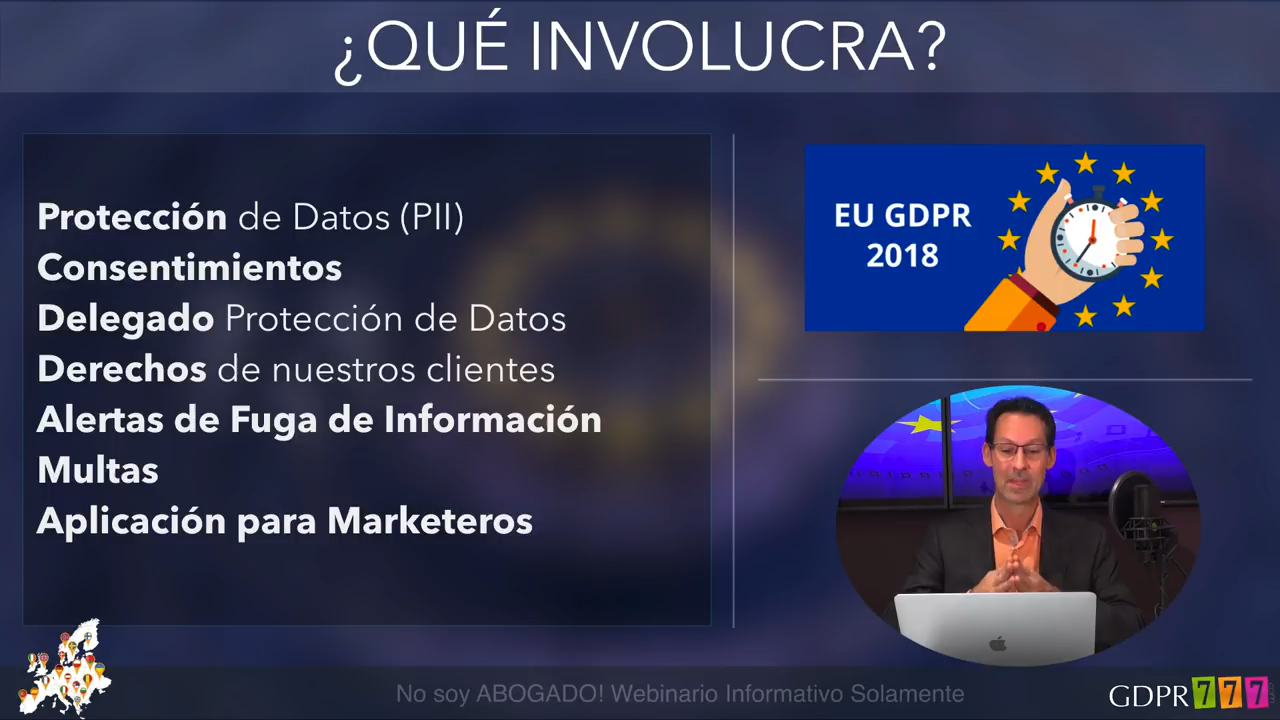 ¿QUÉ INVOLUCRA?
Protección de Datos (PII)
Consentimientos
Delegado Protección de Datos
Derechos de nuestros clientes
Alertas de Fuga de Información
Multas
Aplicación para Marketeros
EU GDPR
2018
No soy ABOGADO! Webinario Informativo Solamente
GDPR777